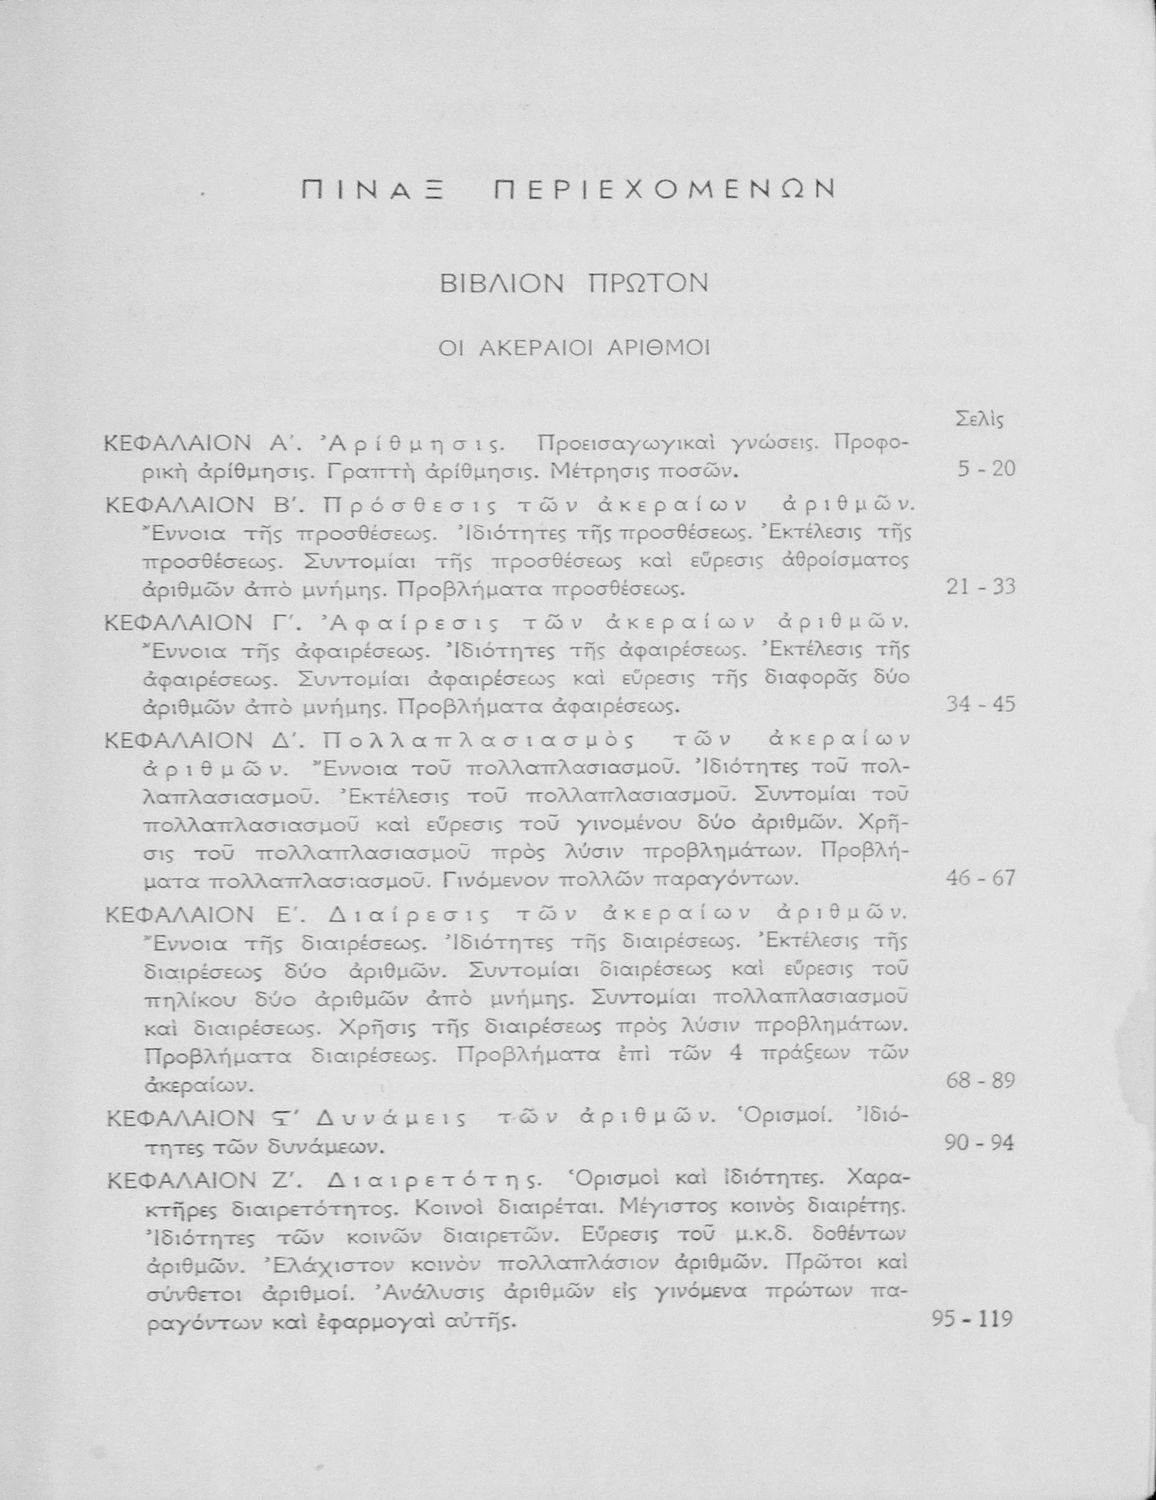 ΠΙΝΑΞ ΠΕΡΙΕΧΟΜΕΝΩΝ
ΒΙΒΛΙΟΝ ΠΡΩΤΟΝ
ΟΙ ΑΚΕΡΑΙΟΙ ΑΡΙΘΜΟΙ
Σελὶς
ΚΕΦΑΛΑΙΟΝ Α΄. Ἀρίθμησις. Προεισαγωγικαὶ γνώσεις. Προφο-
ρικὴ ἀρίθμησις. Γραπτὴ ἀρίθμησις. Μέτρησις ποσῶν. 5 - 20
ΚΕΦΑΛΑΙΟΝ Β΄. Πρόσθεσις τῶν ἀκεραίων ἀριθμῶν.
Ἔννοια τῆς προσθέσεως. Ἰδιότητες τῆς προσθέσεως. Ἐκτέλεσις τῆς
προσθέσεως. Συντομίαι τῆς προσθέσεως καὶ εὕρεσις ἀθροίσματος
ἀριθμῶν ἀπὸ μνήμης. Προβλήματα προσθέσεως. 21 - 33
ΚΕΦΑΛΑΙΟΝ Γ΄. Ἀφαίρεσις τῶν ἀκεραίων ἀριθμῶν.
Ἔννοια τῆς ἀφαιρέσεως. Ἰδιότητες τῆς ἀφαιρέσεως. Ἐκτέλεσις τῆς
ἀφαιρέσεως. Συντομίαι ἀφαιρέσεως καὶ εὕρεσις τῆς διαφορᾶς δύο
ἀριθμῶν ἀπὸ μνήμης. Προβλήματα ἀφαιρέσεως. 34 - 45
ΚΕΦΑΛΑΙΟΝ Δ΄. Πολλαπλασιασμὸς τῶν ἀκεραίων
ἀριθμῶν. Ἔννοια τοῦ πολλαπλασιασμοῦ. Ἰδιότητες τοῦ πολ-
λαπλασιασμοῦ. Ἐκτέλεσις τοῦ πολλαπλασιασμοῦ. Συντομίαι τοῦ
πολλαπλασιασμοῦ καὶ εὕρεσις τοῦ γινομένου δύο ἀριθμῶν. Χρῆ-
σις τοῦ πολλαπλασιασμοῦ πρὸς λύσιν προβλημάτων. Προβλή-
ματα πολλαπλασιασμοῦ. Γινόμενον πολλῶν παραγόντων. 46 - 67
ΚΕΦΑΛΑΙΟΝ Ε΄. Διαίρεσις τῶν ἀκεραίων ἀριθμῶν.
Ἔννοια τῆς διαιρέσεως. Ἰδιότητες τῆς διαιρέσεως. Ἐκτέλεσις τῆς
διαιρέσεως δύο ἀριθμῶν. Συντομίαι διαιρέσεως καὶ εὕρεσις τοῦ
πηλίκου δύο ἀριθμῶν ἀπὸ μνήμης. Συντομίαι πολλαπλασιασμοῦ
καὶ διαιρέσεως. Χρῆσις τῆς διαιρέσεως πρὸς λύσιν προβλημάτων.
Προβλήματα διαιρέσεως. Προβλήματα ἐπὶ τῶν 4 πράξεων τῶν
ἀκεραίων. 68 - 89
ΚΕΦΑΛΑΙΟΝ Ϛ΄ Δυνάμεις τῶν ἀριθμῶν. Ὁρισμοί. Ἰδιό-
τητες τῶν δυνάμεων. 90 - 94
ΚΕΦΑΛΑΙΟΝ Ζ΄. Διαιρετότης. Ὁρισμοὶ καὶ ἰδιότητες. Χαρα-
κτῆρες διαιρετότητος. Κοινοὶ διαιρέται. Μέγιστος κοινὸς διαιρέτης.
Ἰδιότητες τῶν κοινῶν διαιρετῶν. Εὕρεσις τοῦ μ.κ.δ. δοθέντων
ἀριθμῶν. Ἐλάχιστον κοινὸν πολλαπλάσιον ἀριθμῶν. Πρῶτοι καὶ
σύνθετοι ἀριθμοί. Ἀνάλυσις ἀριθμῶν εἰς γινόμενα πρώτων πα-
ραγόντων καὶ ἐφαρμογαὶ αὐτῆς. 95 - 119